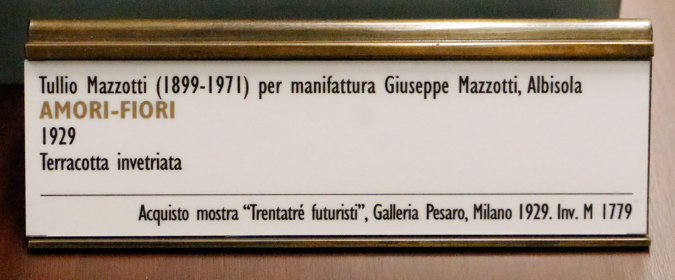 Tullio Mazzotti (1899-1971) per manifattura Giuseppe Mazzotti, Albisola
AMORI-FIORI
1929
Terracotta invetriata
Acquisto mostra “Trentatré futuristi”, Galleria Pesaro, Milano 1929. Inv. M 1779